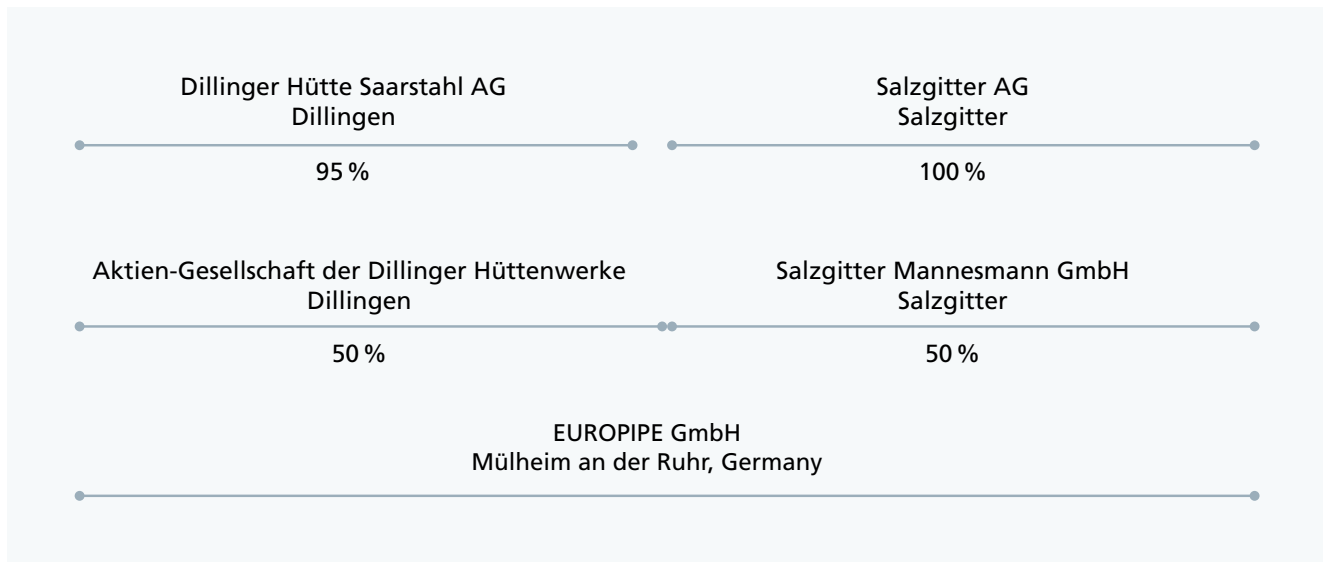 Dillinger Hütte Saarstahl AG
Dillingen
95 %
Salzgitter AG
Salzgitter
100 %
Aktien-Gesellschaft der Dillinger Hüttenwerke
Dillingen
50 %
Salzgitter Mannesmann GmbH
Salzgitter
50 %
EUROPIPE GmbH
Mülheim an der Ruhr, Germany